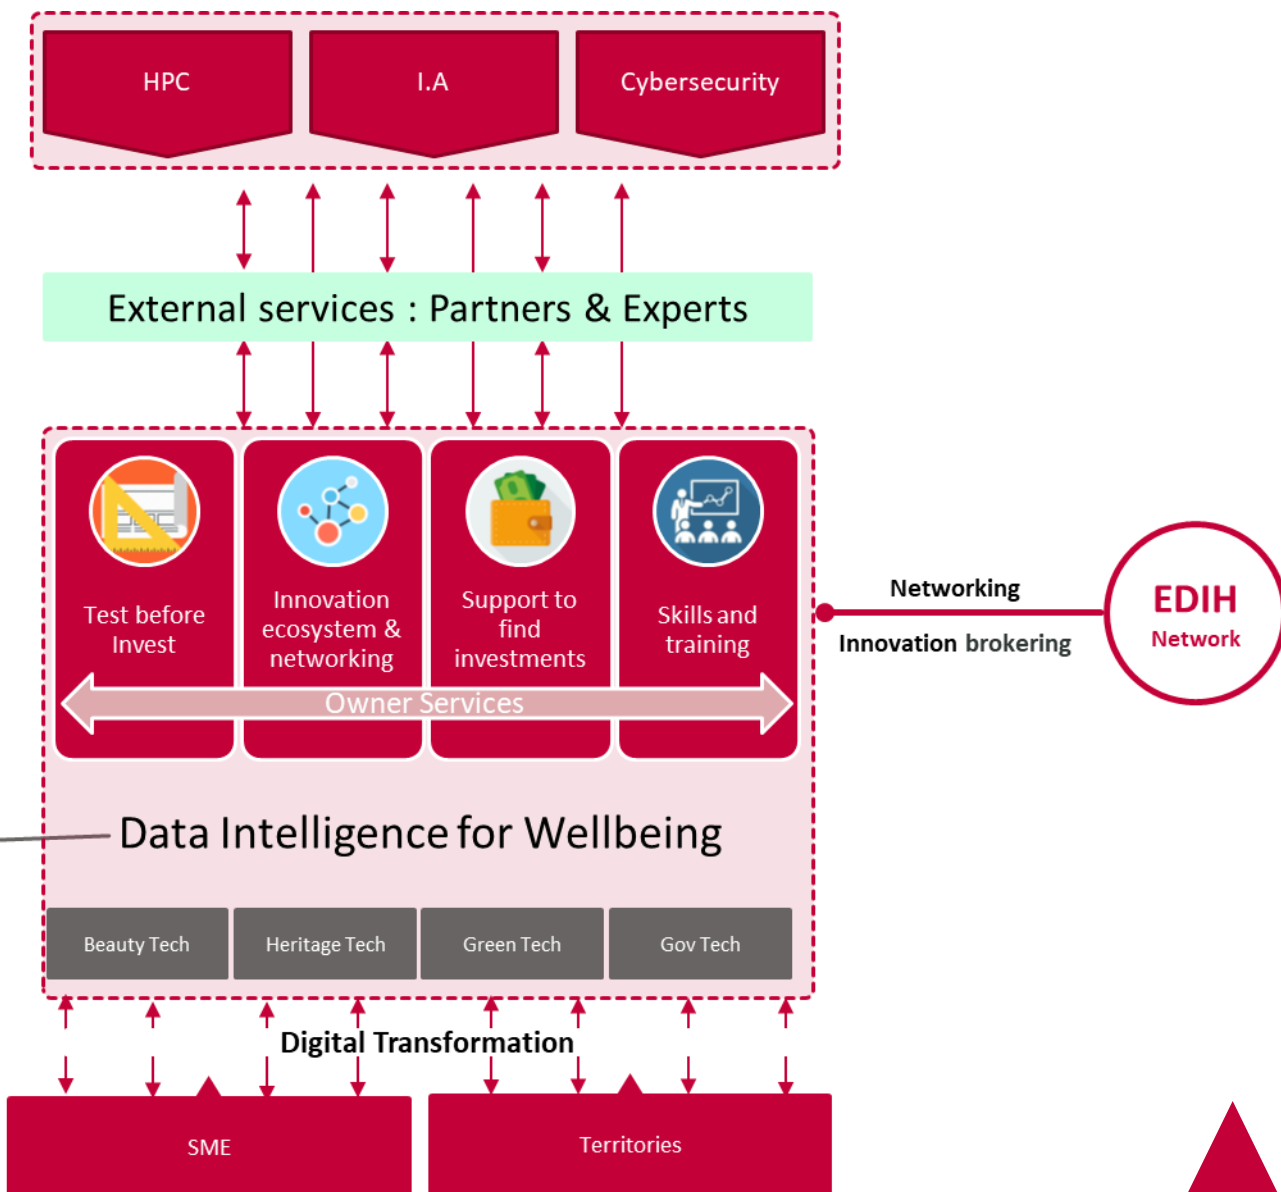 HPC
I.A
Cybersecurity
External services : Partners & Experts
Test before
Invest
Innovation
ecosystem &
networking
Support to
find
investments
Skills and
training
Owner Services
Networking
Innovation brokering
EDIH
Network
Data Intelligence for Wellbeing
Beauty Tech
Heritage Tech
Green Tech
Gov Tech
Digital Transformation
SME
Territories